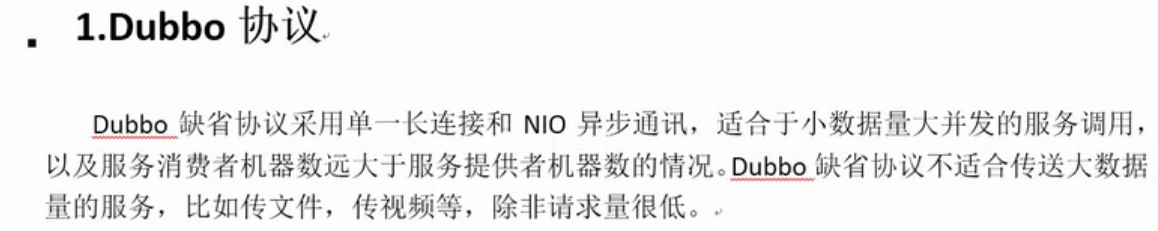 1.Dubbo 协议
Dubbo 缺省协议采用单一长连接和 NIO 异步通讯，适合于小数据量大并发的服务调用，
以及服务消费者机器数远大于服务提供者机器数的情况。Dubbo 缺省协议不适合传送大数据
量的服务，比如传文件，传视频等，除非请求量很低。